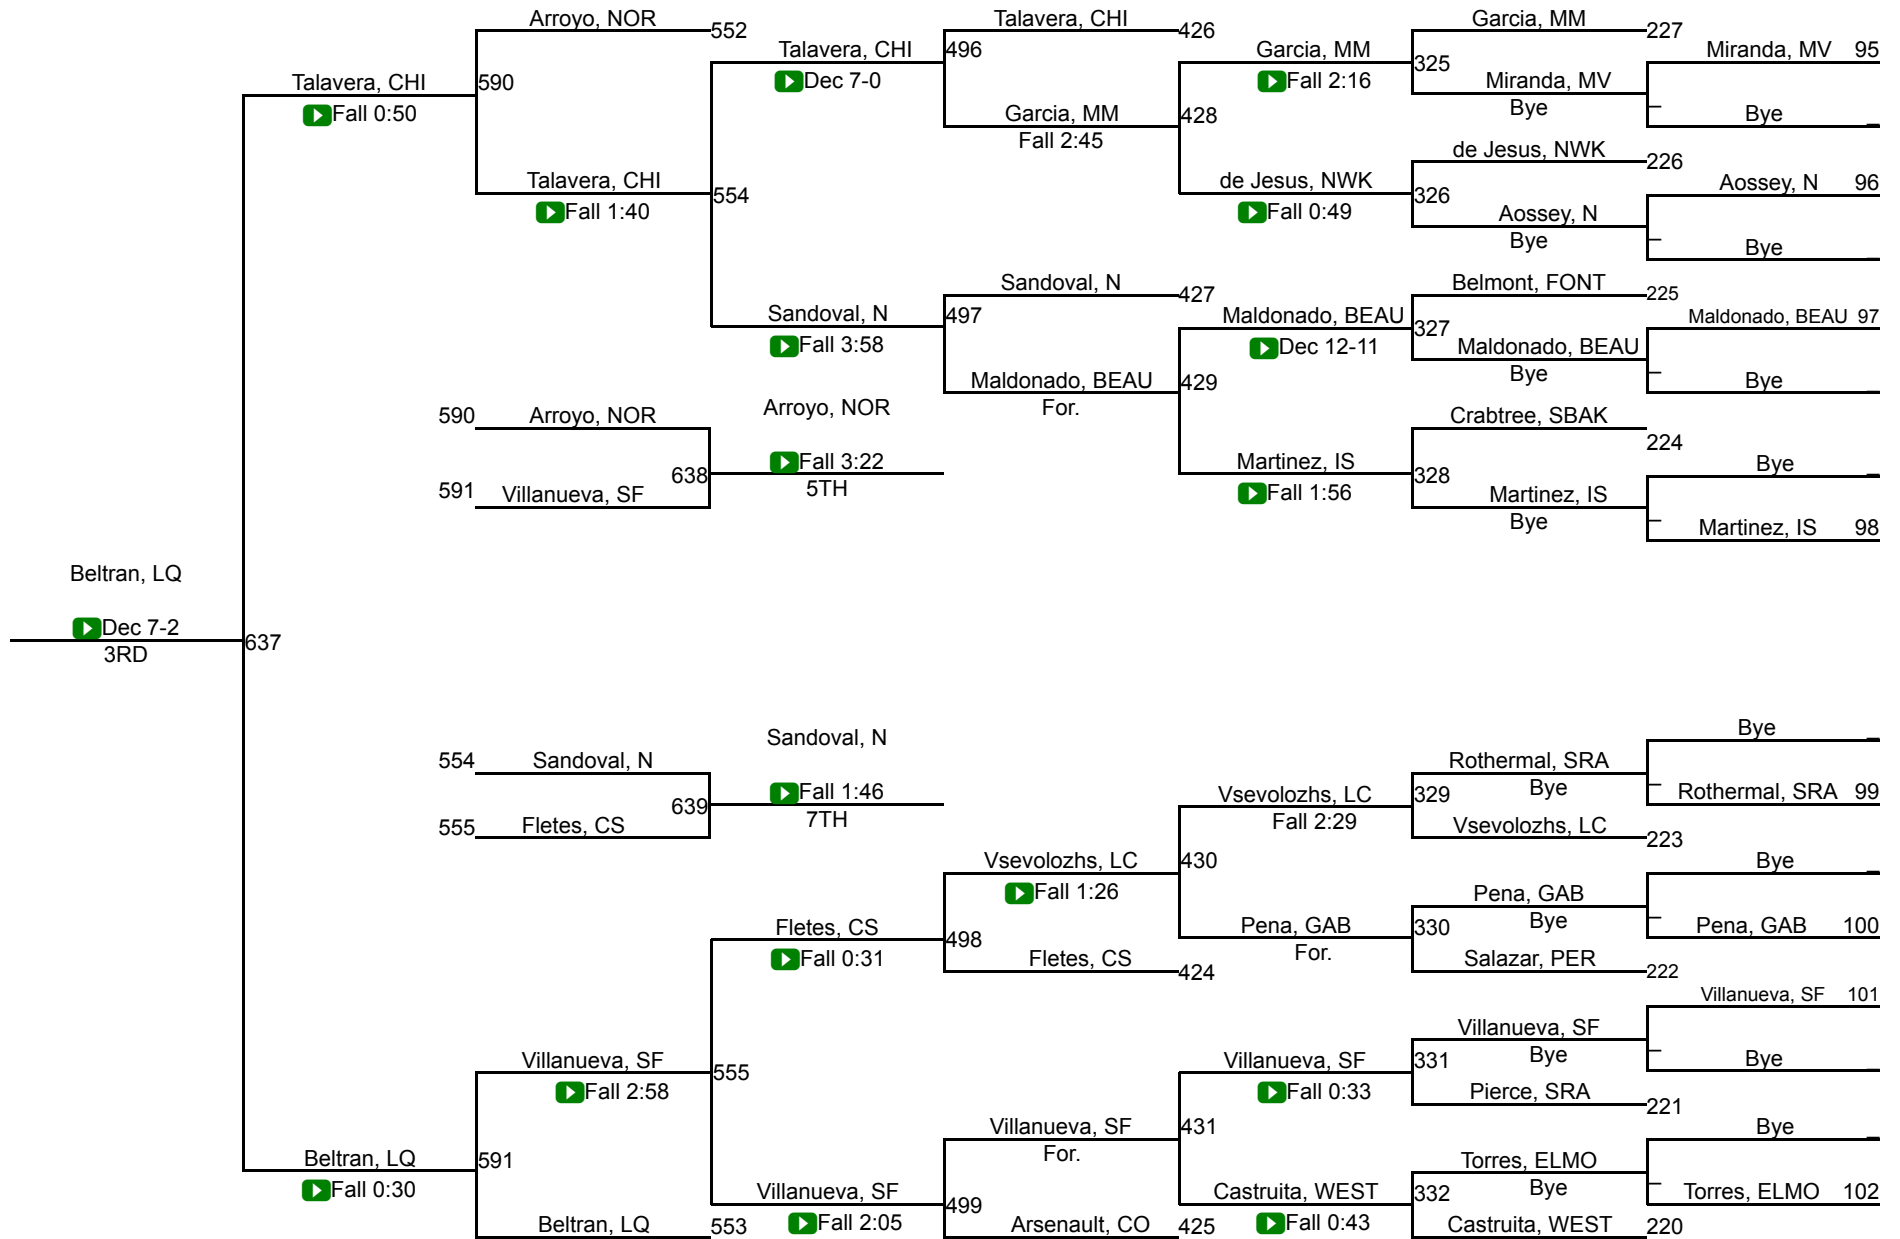 Arroyo, NOR 552
Talavera, CHI 426
Garcia, MM 227
Talavera, CHI 496
Garcia, MM
Miranda, MV 95
Dec 7-0
Fall 2:16
325
Talavera, CHI 590
Miranda, MV
Fall 0:50
Garcia, MM 428
Bye
Bye
Fall 2:45
de Jesus, NWK 226
Talavera, CHI
de Jesus, NWK
Aossey, N 96
Fall 1:40
554
Fall 0:49
326
Aossey, N
Bye
Bye
Sandoval, N 427
Belmont, FONT 225
Sandoval, N 497
Maldonado, BEAU 327
Maldonado, BEAU 97
Fall 3:58
Dec 12-11
Maldonado, BEAU
Maldonado, BEAU 429
Bye
Bye
For.
590 Arroyo, NOR
Arroyo, NOR
Crabtree, SBAK 224
638
Fall 3:22
Martinez, IS
Bye
591 Villanueva, SF
5TH
Fall 1:56
328
Martinez, IS
Bye
Martinez, IS 98
Beltran, LQ
Dec 7-2
3RD
637
Sandoval, N
Bye
554 Sandoval, N
Rothermal, SRA
639
Fall 1:46
Vsevolozhs, LC 329
Bye
Rothermal, SRA 99
555 Fletes, CS
7TH
Fall 2:29
Vsevolozhs, LC 223
Vsevolozhs, LC 430
Bye
Fall 1:26
Pena, GAB
Fletes, CS 498
Pena, GAB 330
Bye
Pena, GAB 100
Fall 0:31
Fletes, CS 424
For.
Salazar, PER 222
Villanueva, SF 101
Villanueva, SF
Villanueva, SF 555
Villanueva, SF 331
Bye
Bye
Fall 2:58
Fall 0:33
Pierce, SRA 221
Villanueva, SF 431
Bye
For.
Beltran, LQ 591
Torres, ELMO
Fall 0:30
Villanueva, SF 499
Castruita, WEST 332
Bye
Torres, ELMO 102
Beltran, LQ 553
Fall 2:05
Arsenault, CO 425
Fall 0:43
Castruita, WEST 220